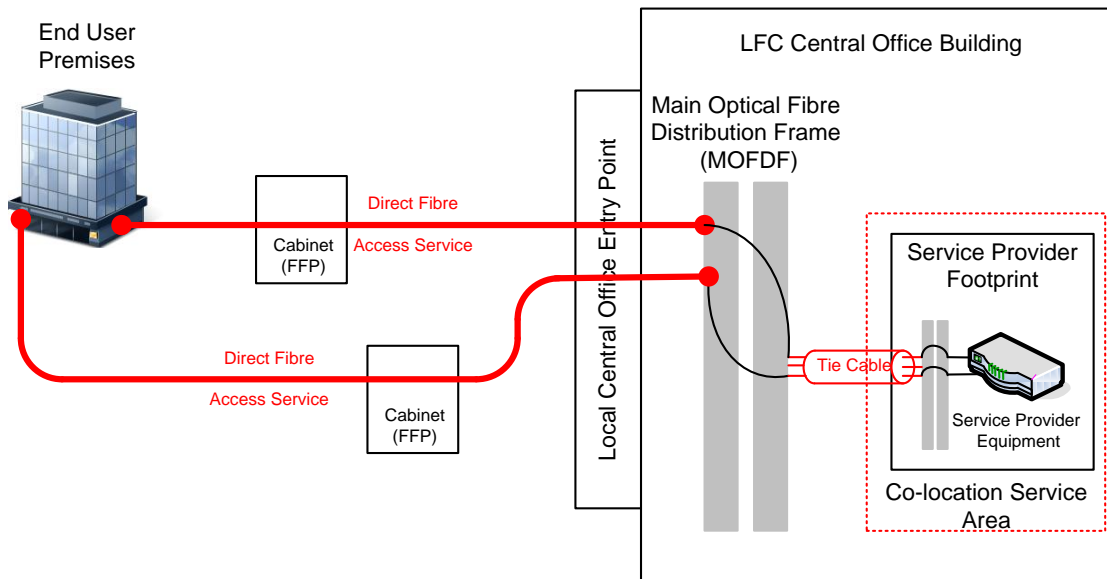 End User
Premises
LFC Central Office Building
Main Optical Fibre
Distribution Frame
(MOFDF)
Local Central Office Entry Point
Direct Fibre
Access Service
Cabinet
(FFP)
Service Provider
Footprint
Direct Fibre
Access Service
Cabinet
(FFP)
Tie Cable
Service Provider
Equipment
Co-location Service
Area